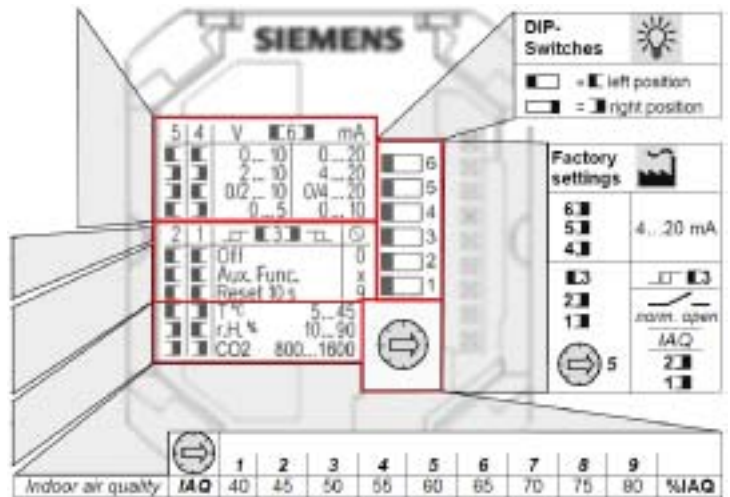 SIEMENS
DIP-
Switches
= left position
= right position
5 4 V 6 mA
0...10 0...20
2...10 4...20
0/2...10 0/4...20
0...5 0...10
2 1 3
Off 0
Aux. Func. x
Reset 10 s 9
T °C 5...45
r.H. % 10...90
CO2 800...1600
6
5
4
3
2
1
Factory
settings
6
5
4
4...20 mA
3
2
1
5
3
norm. open
IAQ
2
1
1 2 3 4 5 6 7 8 9
Indoor air quality IAQ 40 45 50 55 60 65 70 75 80 %IAQ